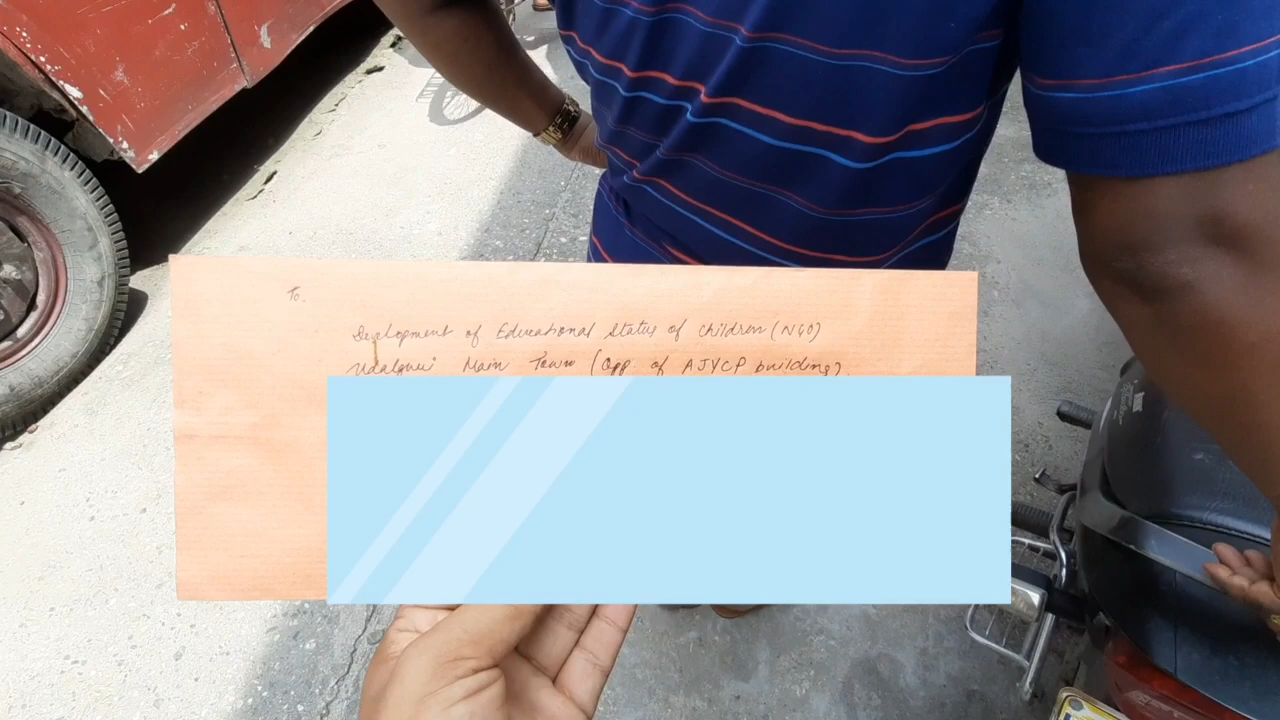 To.
Development of Educational Status of children (NGO)
Udalguri Main Town (Opp. of AJYCP building).